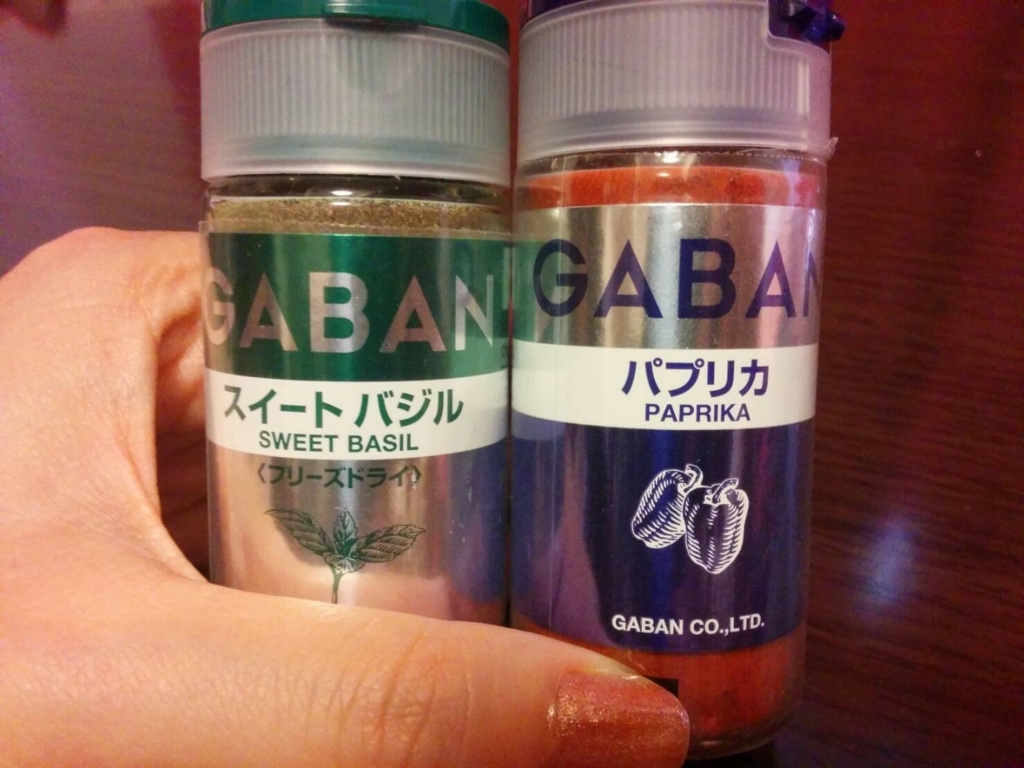 GABAN
スイート バジル
SWEET BASIL
〈フリーズドライ〉
GABAN
パプリカ
PAPRIKA
GABAN CO.,LTD.